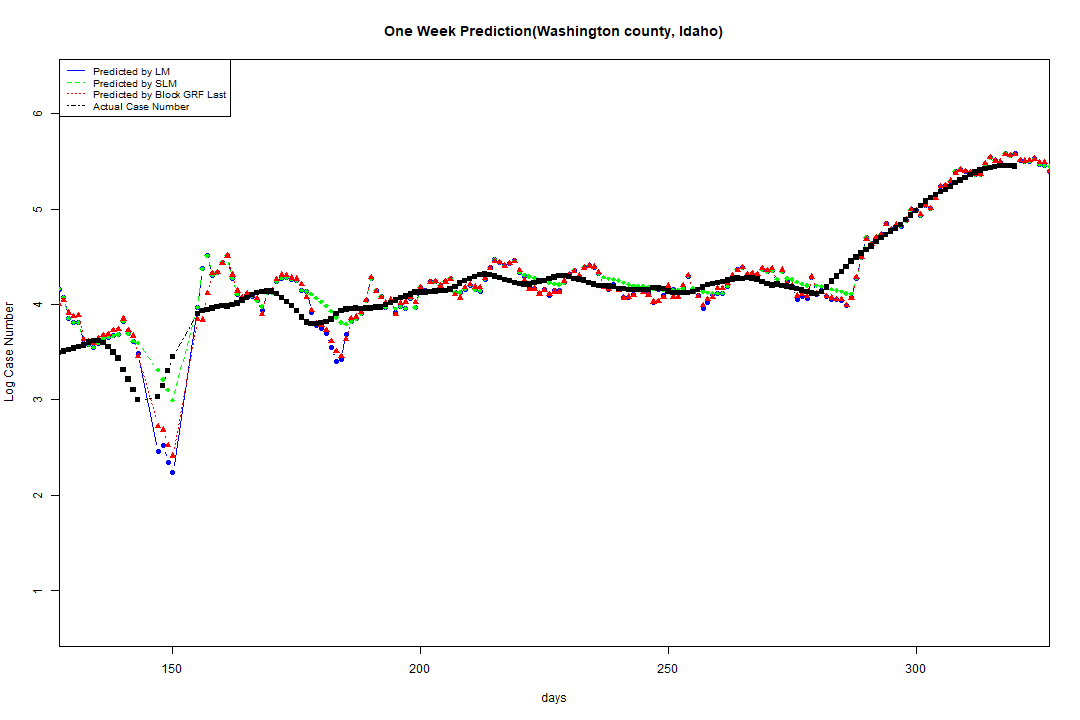 One Week Prediction(Washington county, Idaho)
Predicted by LM
Predicted by SLM
Predicted by Block GRF Last
Actual Case Number
6
5
4
3
2
1
Log Case Number
150 200 250 300
days